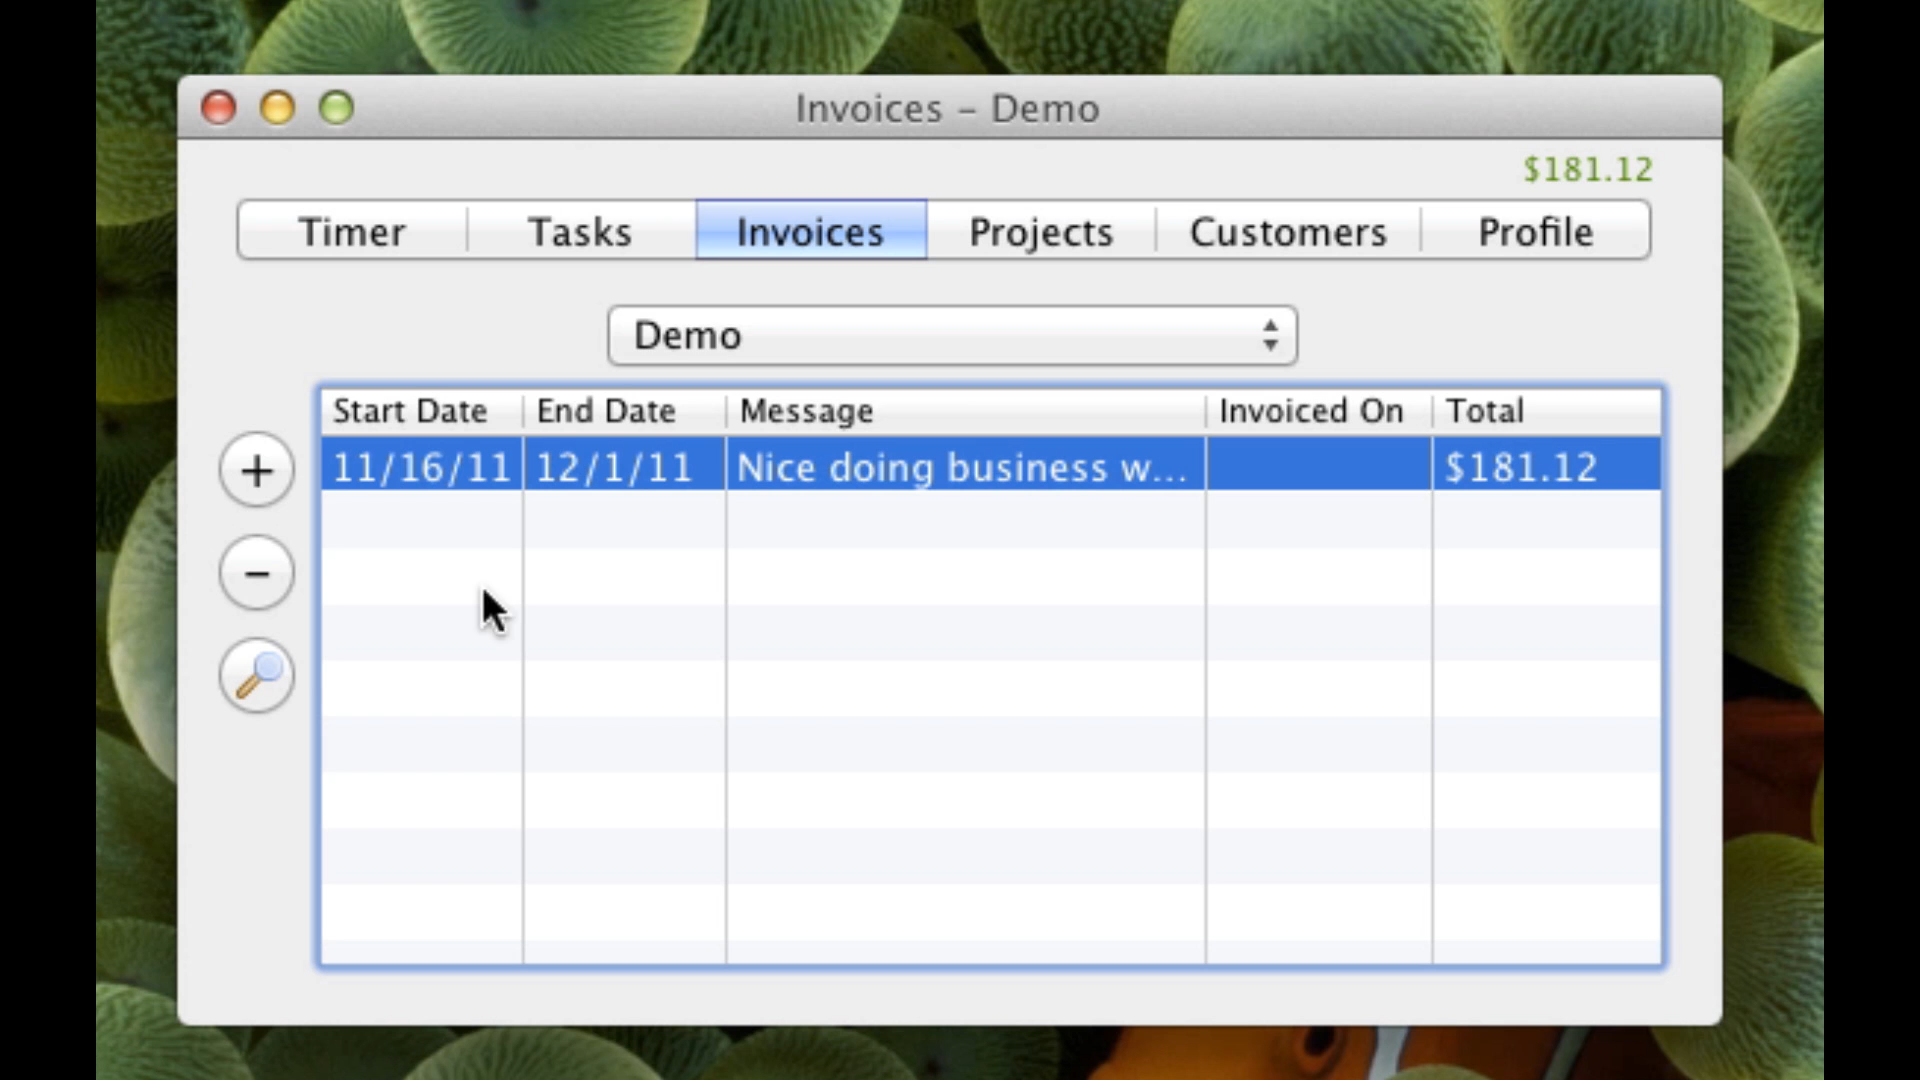 Invoices – Demo
$181.12
Timer Tasks Invoices Projects Customers Profile
Demo
Start Date End Date Message Invoiced On Total
11/16/11 12/1/11 Nice doing business w... $181.12